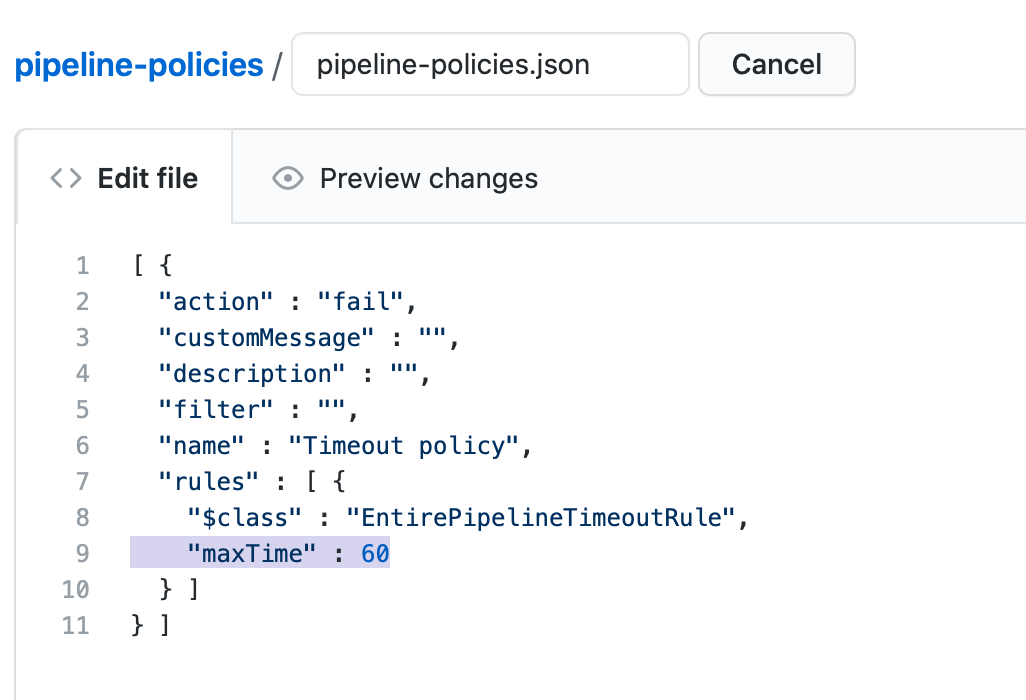 pipeline-policies / pipeline-policies.json Cancel
<> Edit file Preview changes
1 [ {
2 "action" : "fail",
3 "customMessage" : "",
4 "description" : "",
5 "filter" : "",
6 "name" : "Timeout policy",
7 "rules" : [ {
8 "$class" : "EntirePipelineTimeoutRule",
9 "maxTime" : 60
10 } ]
11 } ]